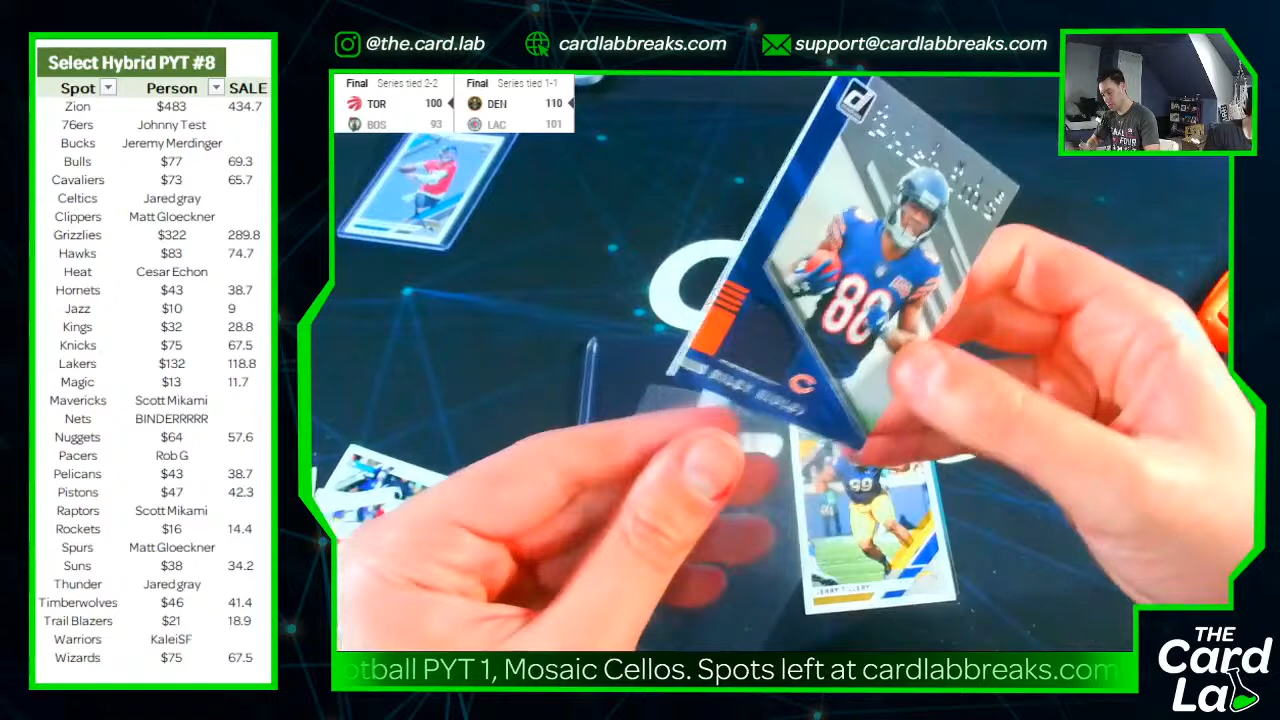 @the.card.lab
cardlabbreaks.com
support@cardlabbreaks.com
Select Hybrid PYT #8
Spot Person SALE
Zion $483 434.7
76ers Johnny Test
Bucks Jeremy Merdinger
Bulls $77 69.3
Cavaliers $73 65.7
Celtics Jared gray
Clippers Matt Gloeckner
Grizzlies $322 289.8
Hawks $83 74.7
Heat Cesar Echon
Hornets $43 38.7
Jazz $10 9
Kings $32 28.8
Knicks $75 67.5
Lakers $132 118.8
Magic $13 11.7
Mavericks Scott Mikami
Nets BINDERRRRR
Nuggets $64 57.6
Pacers Rob G
Pelicans $43 38.7
Pistons $47 42.3
Raptors Scott Mikami
Rockets $16 14.4
Spurs Matt Gloeckner
Suns $38 34.2
Thunder Jared gray
Timberwolves $46 41.4
Trail Blazers $21 18.9
Warriors KaleiSF
Wizards $75 67.5
Final Series tied 2-2
TOR 100
BOS 93
Final Series tied 1-1
DEN 110
LAC 101
80
99
JERRY TILLERY
otball PYT 1, Mosaic Cellos. Spots left at cardlabbreaks.com
THE
Card
Lab